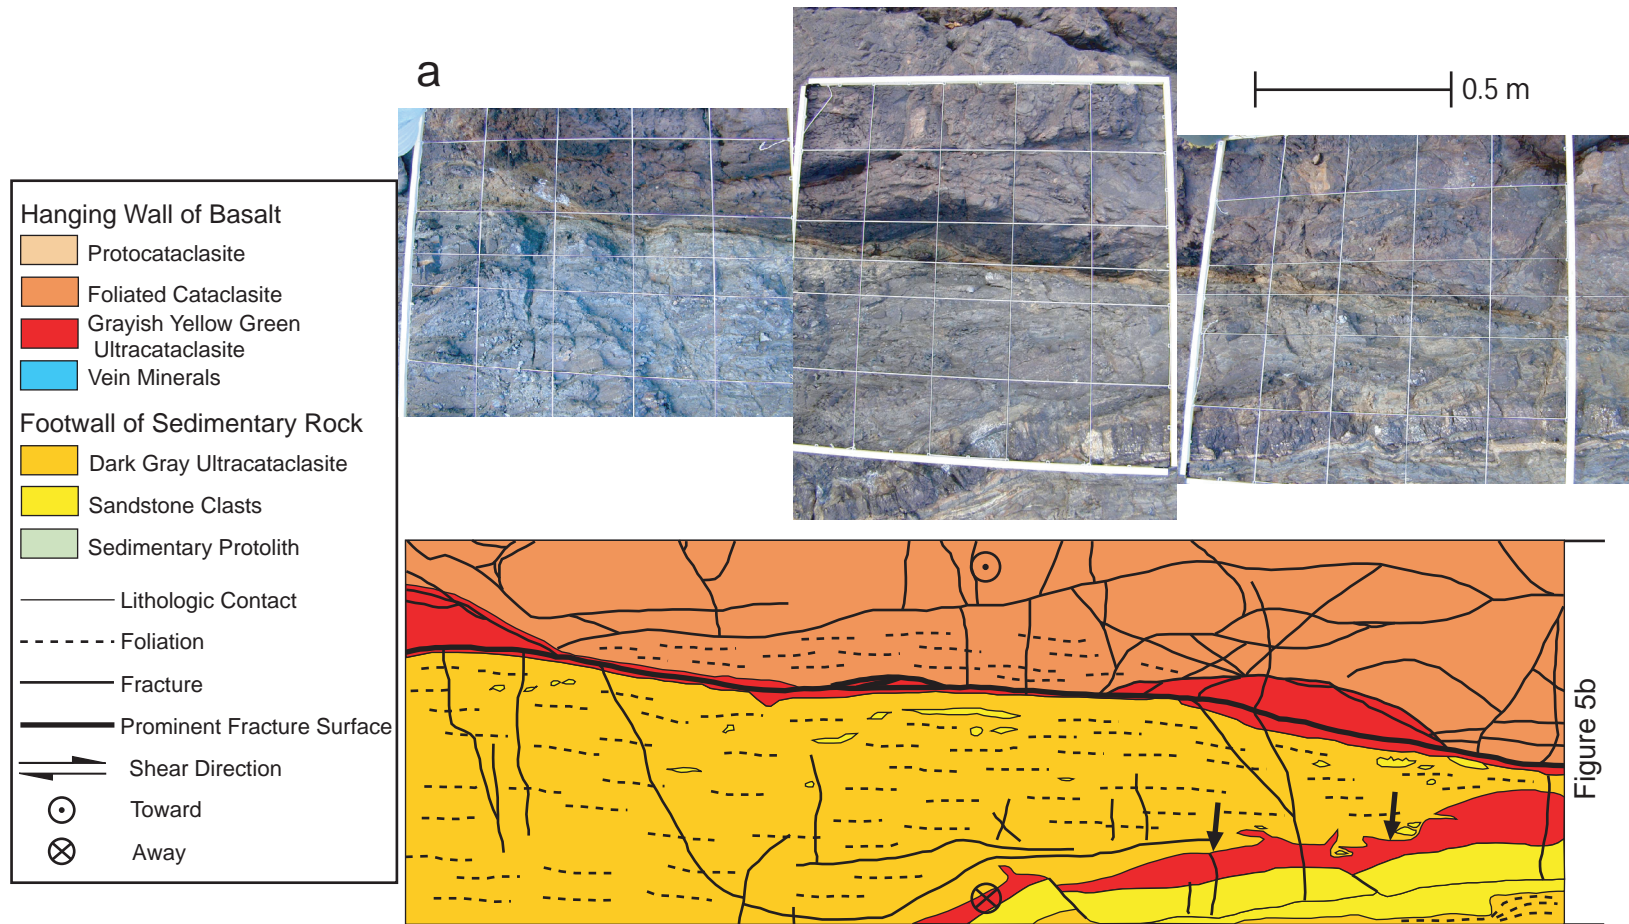 a
0.5 m
Hanging Wall of Basalt
Protocataclasite
Foliated Cataclasite
Grayish Yellow Green
Ultracataclasite
Vein Minerals
Footwall of Sedimentary Rock
Dark Gray Ultracataclasite
Sandstone Clasts
Sedimentary Protolith
Lithologic Contact
Foliation
Fracture
Prominent Fracture Surface
Shear Direction
Toward
Away
Figure 5b